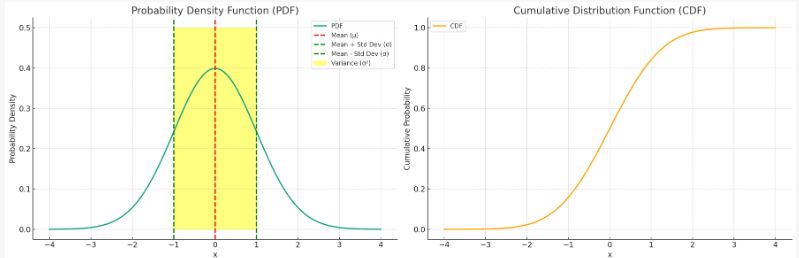 Probability Density Function (PDF)
0.5
0.4
0.3
0.2
0.1
0.0
Probability Density
−4 −3 −2 −1 0 1 2 3 4
x
PDF
Mean (μ)
Mean + Std Dev (σ)
Mean - Std Dev (σ)
Variance (σ²)
Cumulative Distribution Function (CDF)
1.0
0.8
0.6
0.4
0.2
0.0
Cumulative Probability
−4 −3 −2 −1 0 1 2 3 4
x
CDF